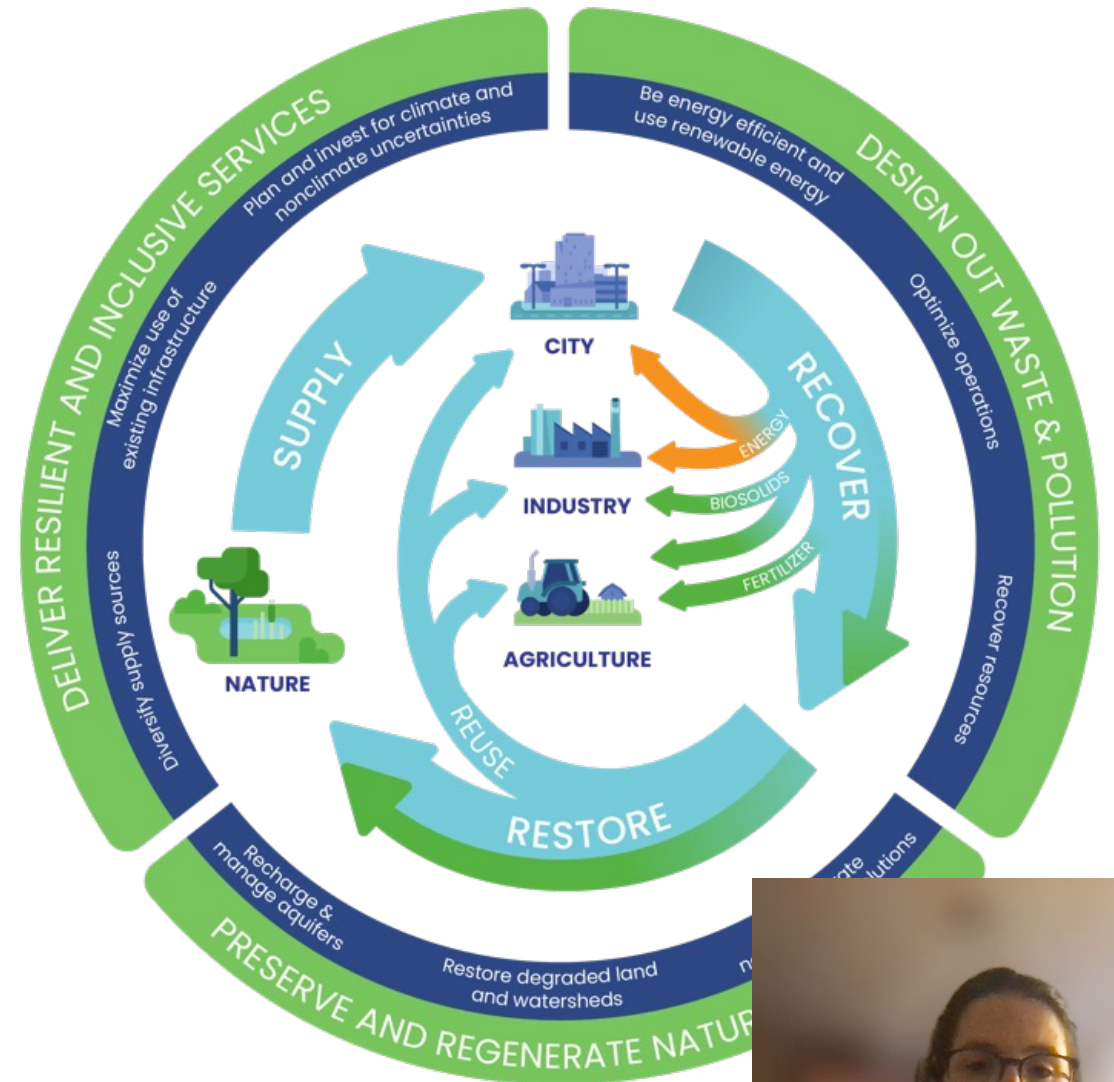 DELIVER RESILIENT AND INCLUSIVE SERVICES
Plan and invest for climate and
nonclimate uncertainties
Maximize use of
existing infrastructure
Diversify supply sources
DESIGN OUT WASTE & POLLUTION
Be energy efficient and
use renewable energy
Optimize operations
Recover resources
PRESERVE AND REGENERATE
Recharge &
manage aquifers
Restore degraded land
and watersheds
SUPPLY
CITY
RECOVER
ENERGY
INDUSTRY
BIOSOLIDS
FERTILIZER
AGRICULTURE
NATURE
REUSE
RESTORE